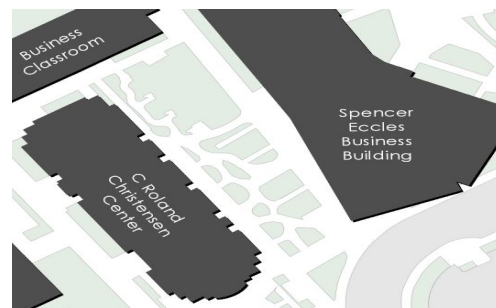 Business
Classroom
C Roland
Christensen
Center
Spencer
Eccles
Business
Building